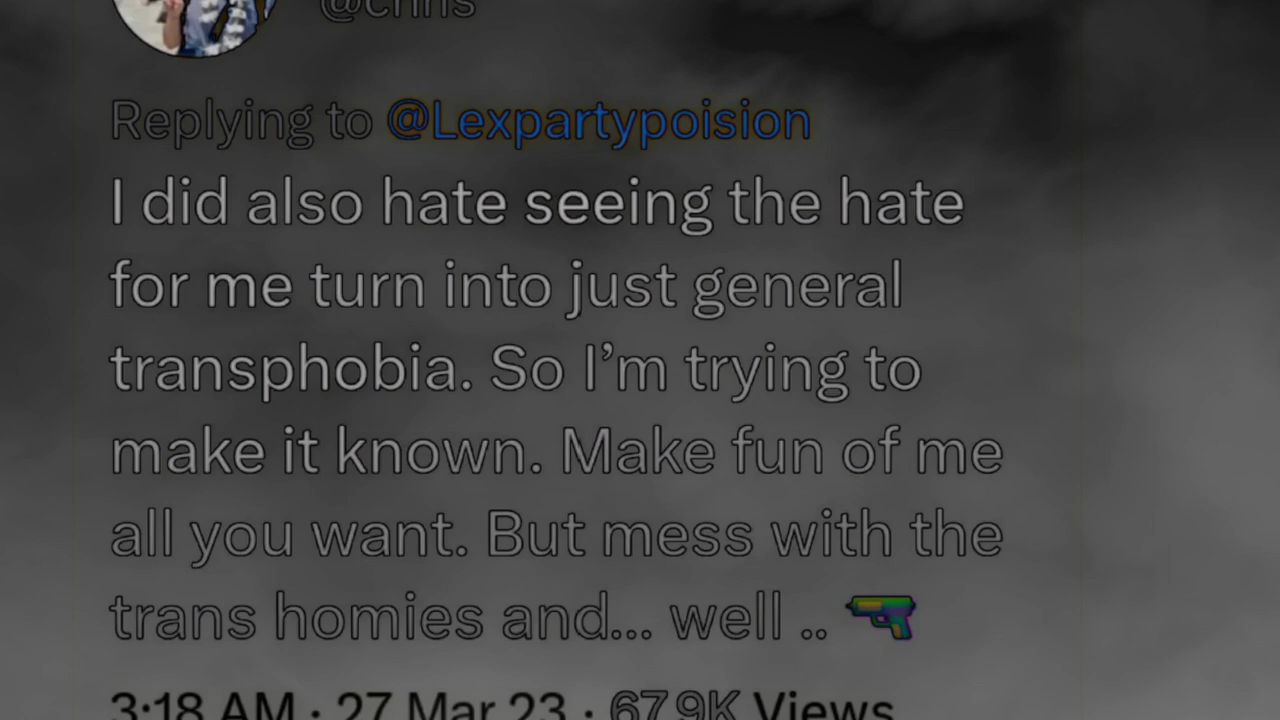 @chris
Replying to @Lexpartypoision
I did also hate seeing the hate
for me turn into just general
transphobia. So I’m trying to
make it known. Make fun of me
all you want. But mess with the
trans homies and... well .. 🔫
3:18 AM · 27 Mar 23 · 67.9K Views